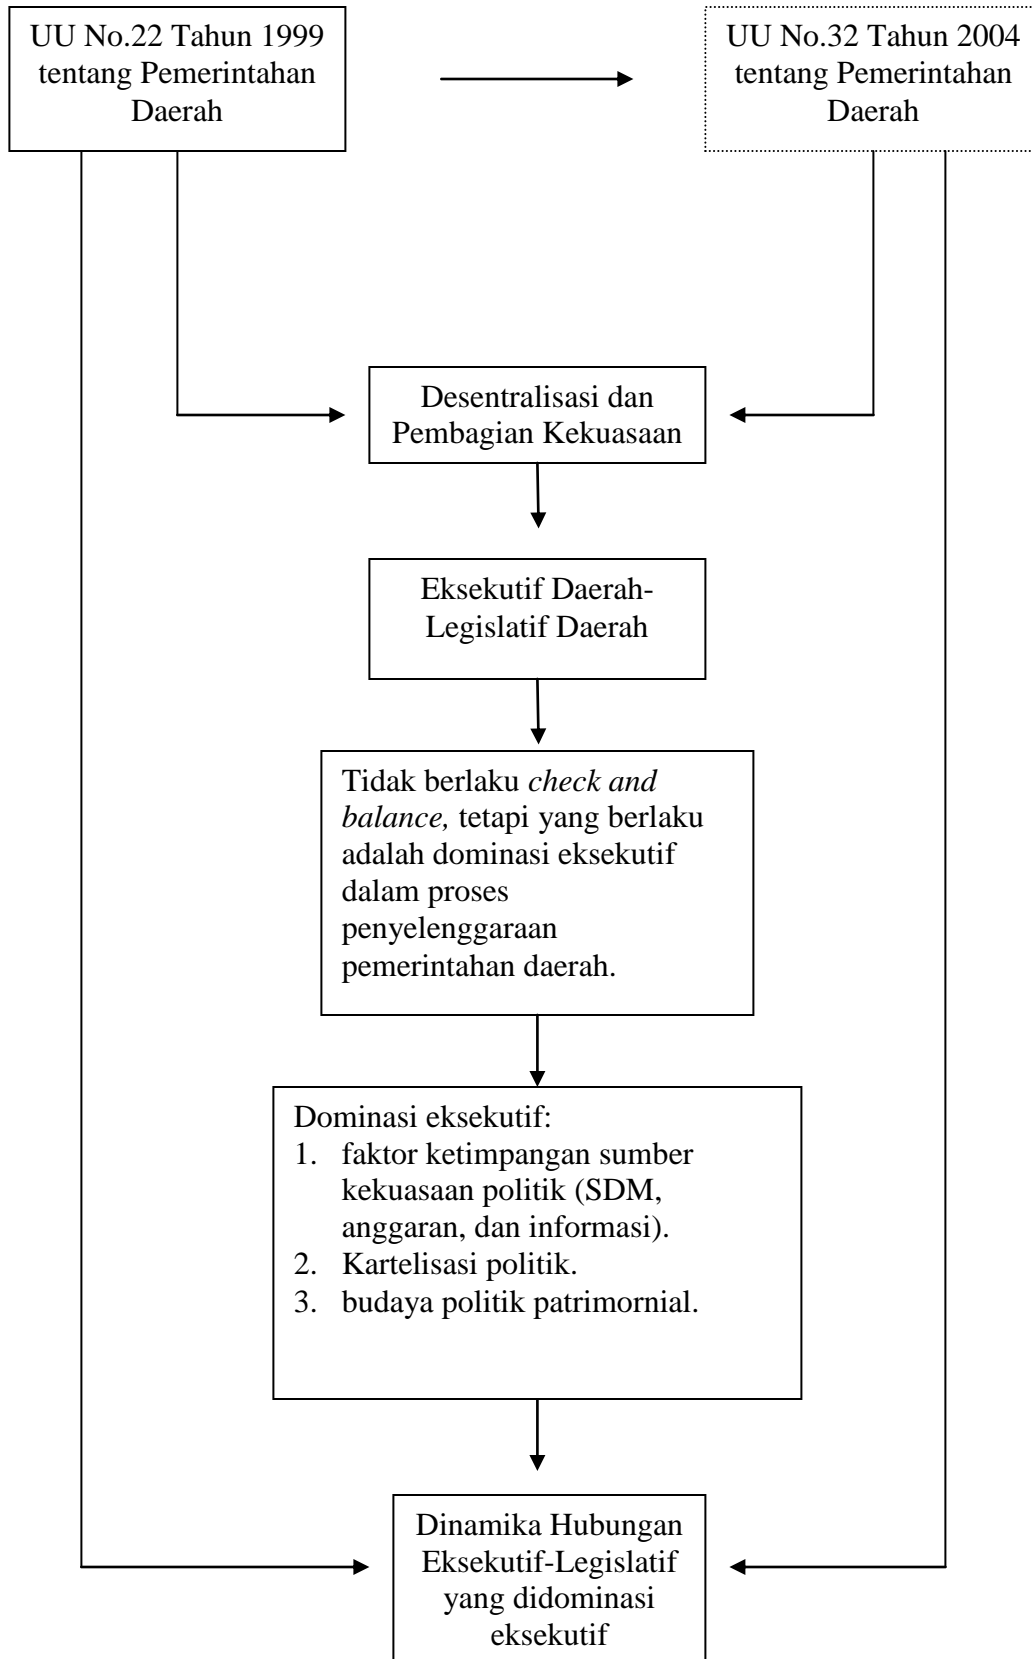 UU No.22 Tahun 1999
tentang Pemerintahan
Daerah
UU No.32 Tahun 2004
tentang Pemerintahan
Daerah
Desentralisasi dan
Pembagian Kekuasaan
Eksekutif Daerah-
Legislatif Daerah
Tidak berlaku check and
balance, tetapi yang berlaku
adalah dominasi eksekutif
dalam proses
penyelenggaraan
pemerintahan daerah.
Dominasi eksekutif:
1. faktor ketimpangan sumber
kekuasaan politik (SDM,
anggaran, dan informasi).
2. Kartelisasi politik.
3. budaya politik patrimornial.
Dinamika Hubungan
Eksekutif-Legislatif
yang didominasi
eksekutif